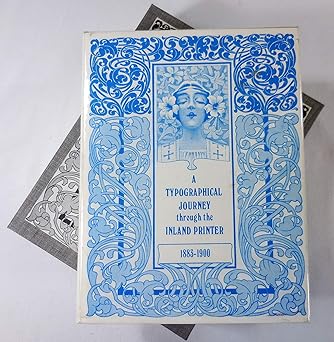 A
TYPOGRAPHICAL
JOURNEY
through the
INLAND PRINTER
1883-1900